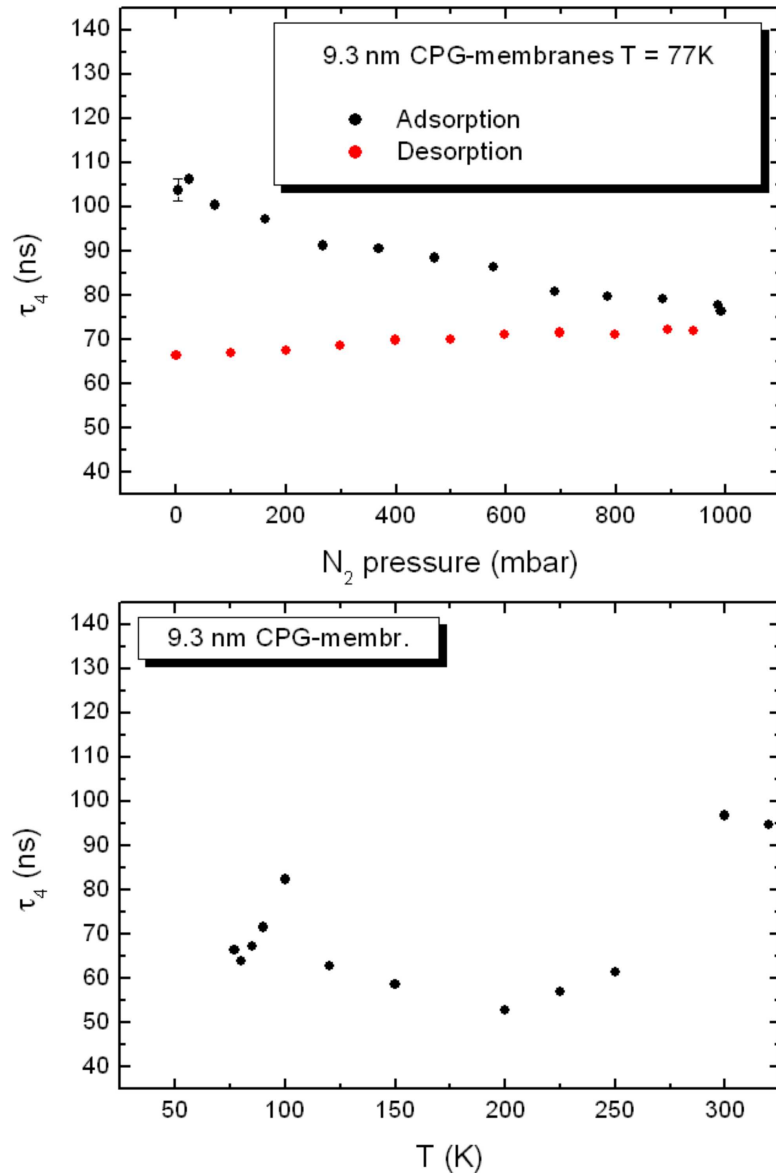 140
130
120
110
100
90
80
70
60
50
40
τ₄ (ns)
9.3 nm CPG-membranes T = 77K
Adsorption
Desorption
0 200 400 600 800 1000
N₂ pressure (mbar)
140
130
120
110
100
90
80
70
60
50
40
τ₄ (ns)
9.3 nm CPG-membr.
50 100 150 200 250 300
T (K)